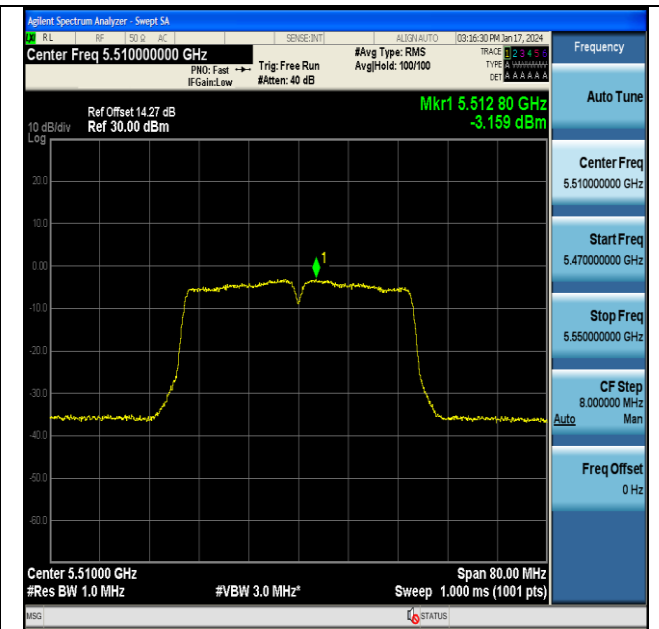 Agilent Spectrum Analyzer - Swept SA
RL RF 50 Ω AC SENSE:INT ALIGN AUTO 03:16:30 PM Jan 17, 2024
Center Freq 5.510000000 GHz
PNO: Fast
IFGain:Low
Trig: Free Run
#Atten: 40 dB
#Avg Type: RMS
Avg|Hold: 100/100
TRACE 1 2 3 4 5 6
TYPE A WWWWW
DET A A A A A A
Ref Offset 14.27 dB
10 dB/div Ref 30.00 dBm
Log
Mkr1 5.512 80 GHz
-3.159 dBm
20.0
10.0
0.00
-10.0
-20.0
-30.0
-40.0
-50.0
-60.0
1
Center 5.51000 GHz Span 80.00 MHz
#Res BW 1.0 MHz #VBW 3.0 MHz* Sweep 1.000 ms (1001 pts)
MSG STATUS
Frequency
Auto Tune
Center Freq
5.510000000 GHz
Start Freq
5.470000000 GHz
Stop Freq
5.550000000 GHz
CF Step
8.000000 MHz
Auto Man
Freq Offset
0 Hz